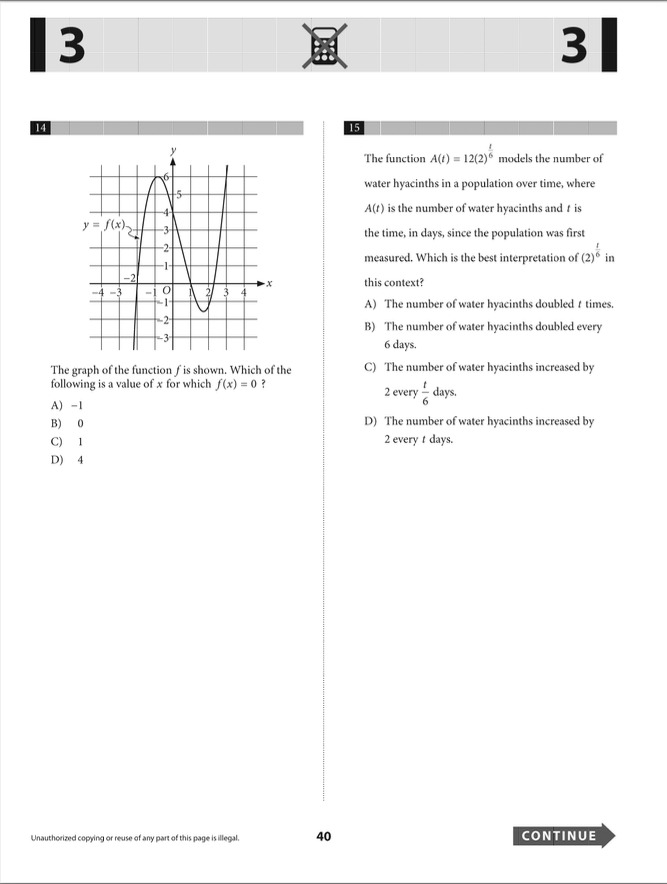 3
3
14
y
6
5
4
y = f(x)
3
2
1
−2
x
−4 −3 −1 O 1 2 3 4
−1
−2
−3
The graph of the function f is shown. Which of the
following is a value of x for which f(x) = 0 ?
A) −1
B) 0
C) 1
D) 4
15
The function A(t) = 12(2)^(t/6) models the number of
water hyacinths in a population over time, where
A(t) is the number of water hyacinths and t is
the time, in days, since the population was first
measured. Which is the best interpretation of (2)^(t/6) in
this context?
A) The number of water hyacinths doubled t times.
B) The number of water hyacinths doubled every
6 days.
C) The number of water hyacinths increased by
2 every t/6 days.
D) The number of water hyacinths increased by
2 every t days.
Unauthorized copying or reuse of any part of this page is illegal.
40
CONTINUE